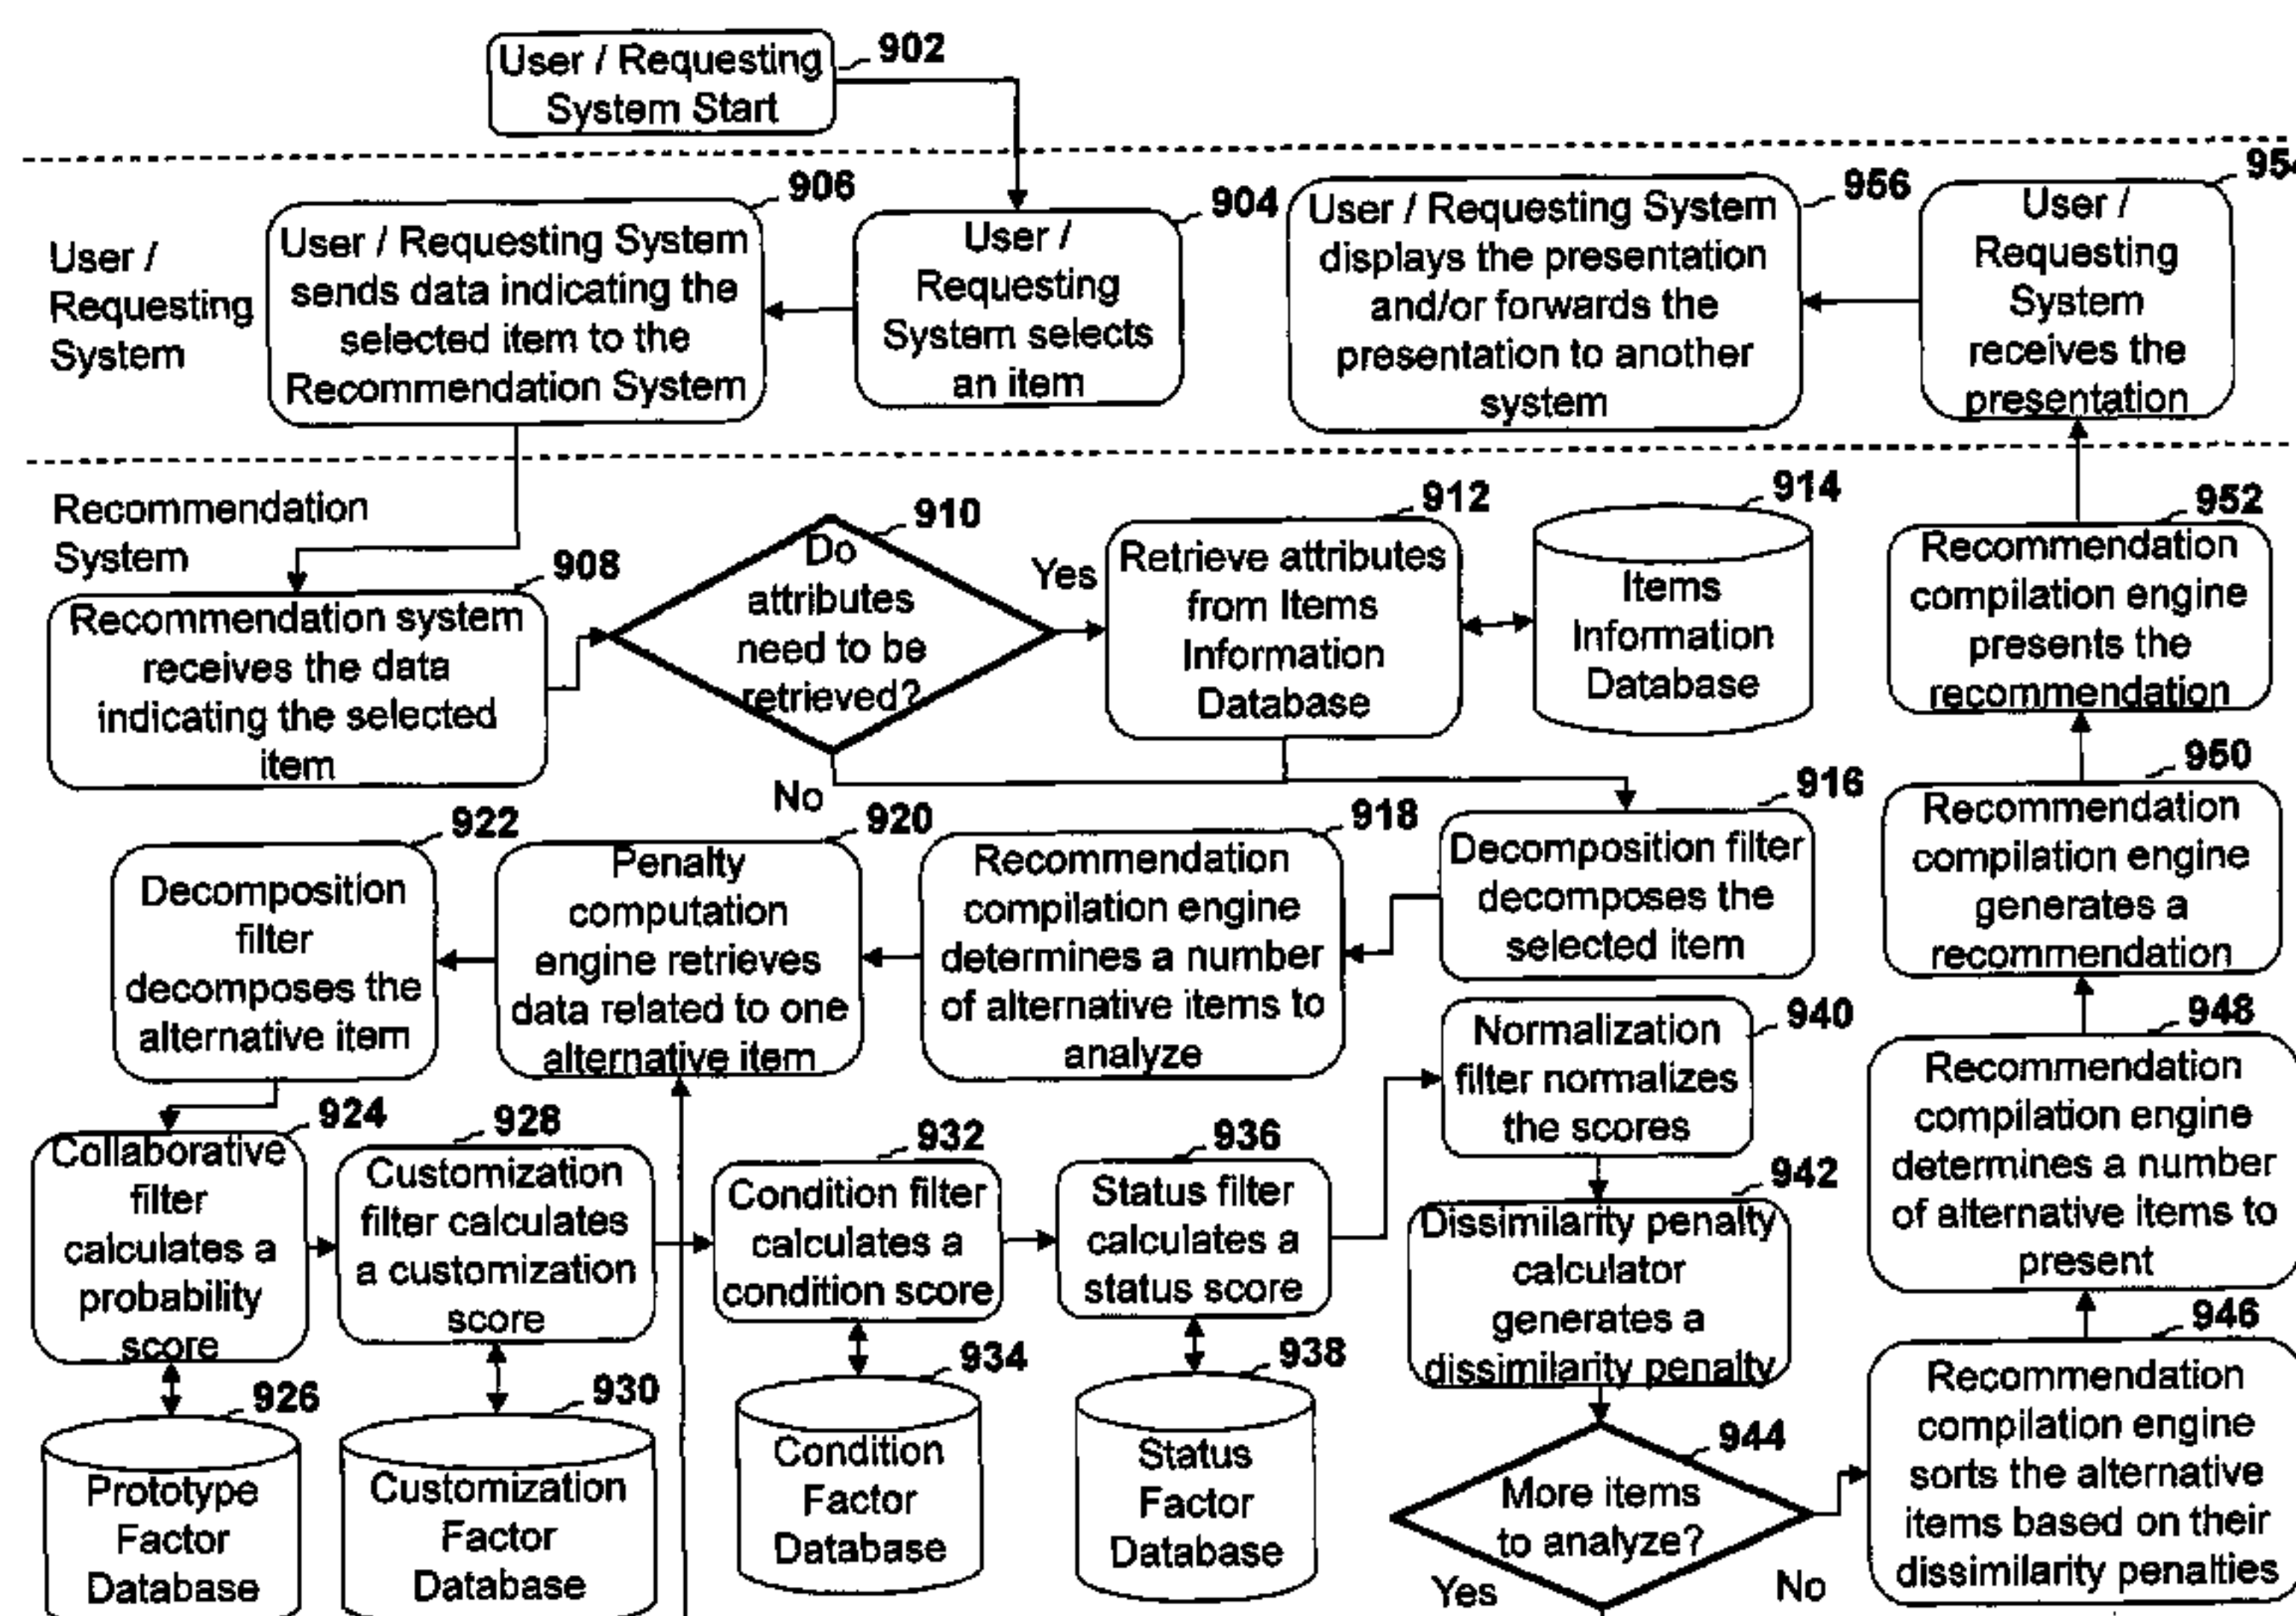 902
User / Requesting
System Start
User /
Requesting
System
906
User / Requesting System
sends data indicating the
selected item to the
Recommendation System
904
User /
Requesting
System selects
an item
956
User / Requesting System
displays the presentation
and/or forwards the
presentation to another
system
User /
Requesting
System
receives the
presentation
Recommendation
System
908
Recommendation system
receives the data
indicating the selected
item
910
Do
attributes
need to be
retrieved?
Yes
No
912
Retrieve attributes
from Items
Information
Database
914
Items
Information
Database
952
Recommendation
compilation engine
presents the
recommendation
922
Decomposition
filter
decomposes the
alternative item
920
Penalty
computation
engine retrieves
data related to one
alternative item
918
Recommendation
compilation engine
determines a number
of alternative items to
analyze
916
Decomposition filter
decomposes the
selected item
950
Recommendation
compilation engine
generates a
recommendation
924
Collaborative
filter
calculates a
probability
score
928
Customization
filter calculates
a customization
score
932
Condition filter
calculates a
condition score
936
Status filter
calculates a
status score
940
Normalization
filter normalizes
the scores
942
Dissimilarity penalty
calculator
generates a
dissimilarity penalty
948
Recommendation
compilation engine
determines a number
of alternative items to
present
926
Prototype
Factor
Database
930
Customization
Factor
Database
934
Condition
Factor
Database
938
Status
Factor
Database
944
More items
to analyze?
Yes
No
946
Recommendation
compilation engine
sorts the alternative
items based on their
dissimilarity penalties